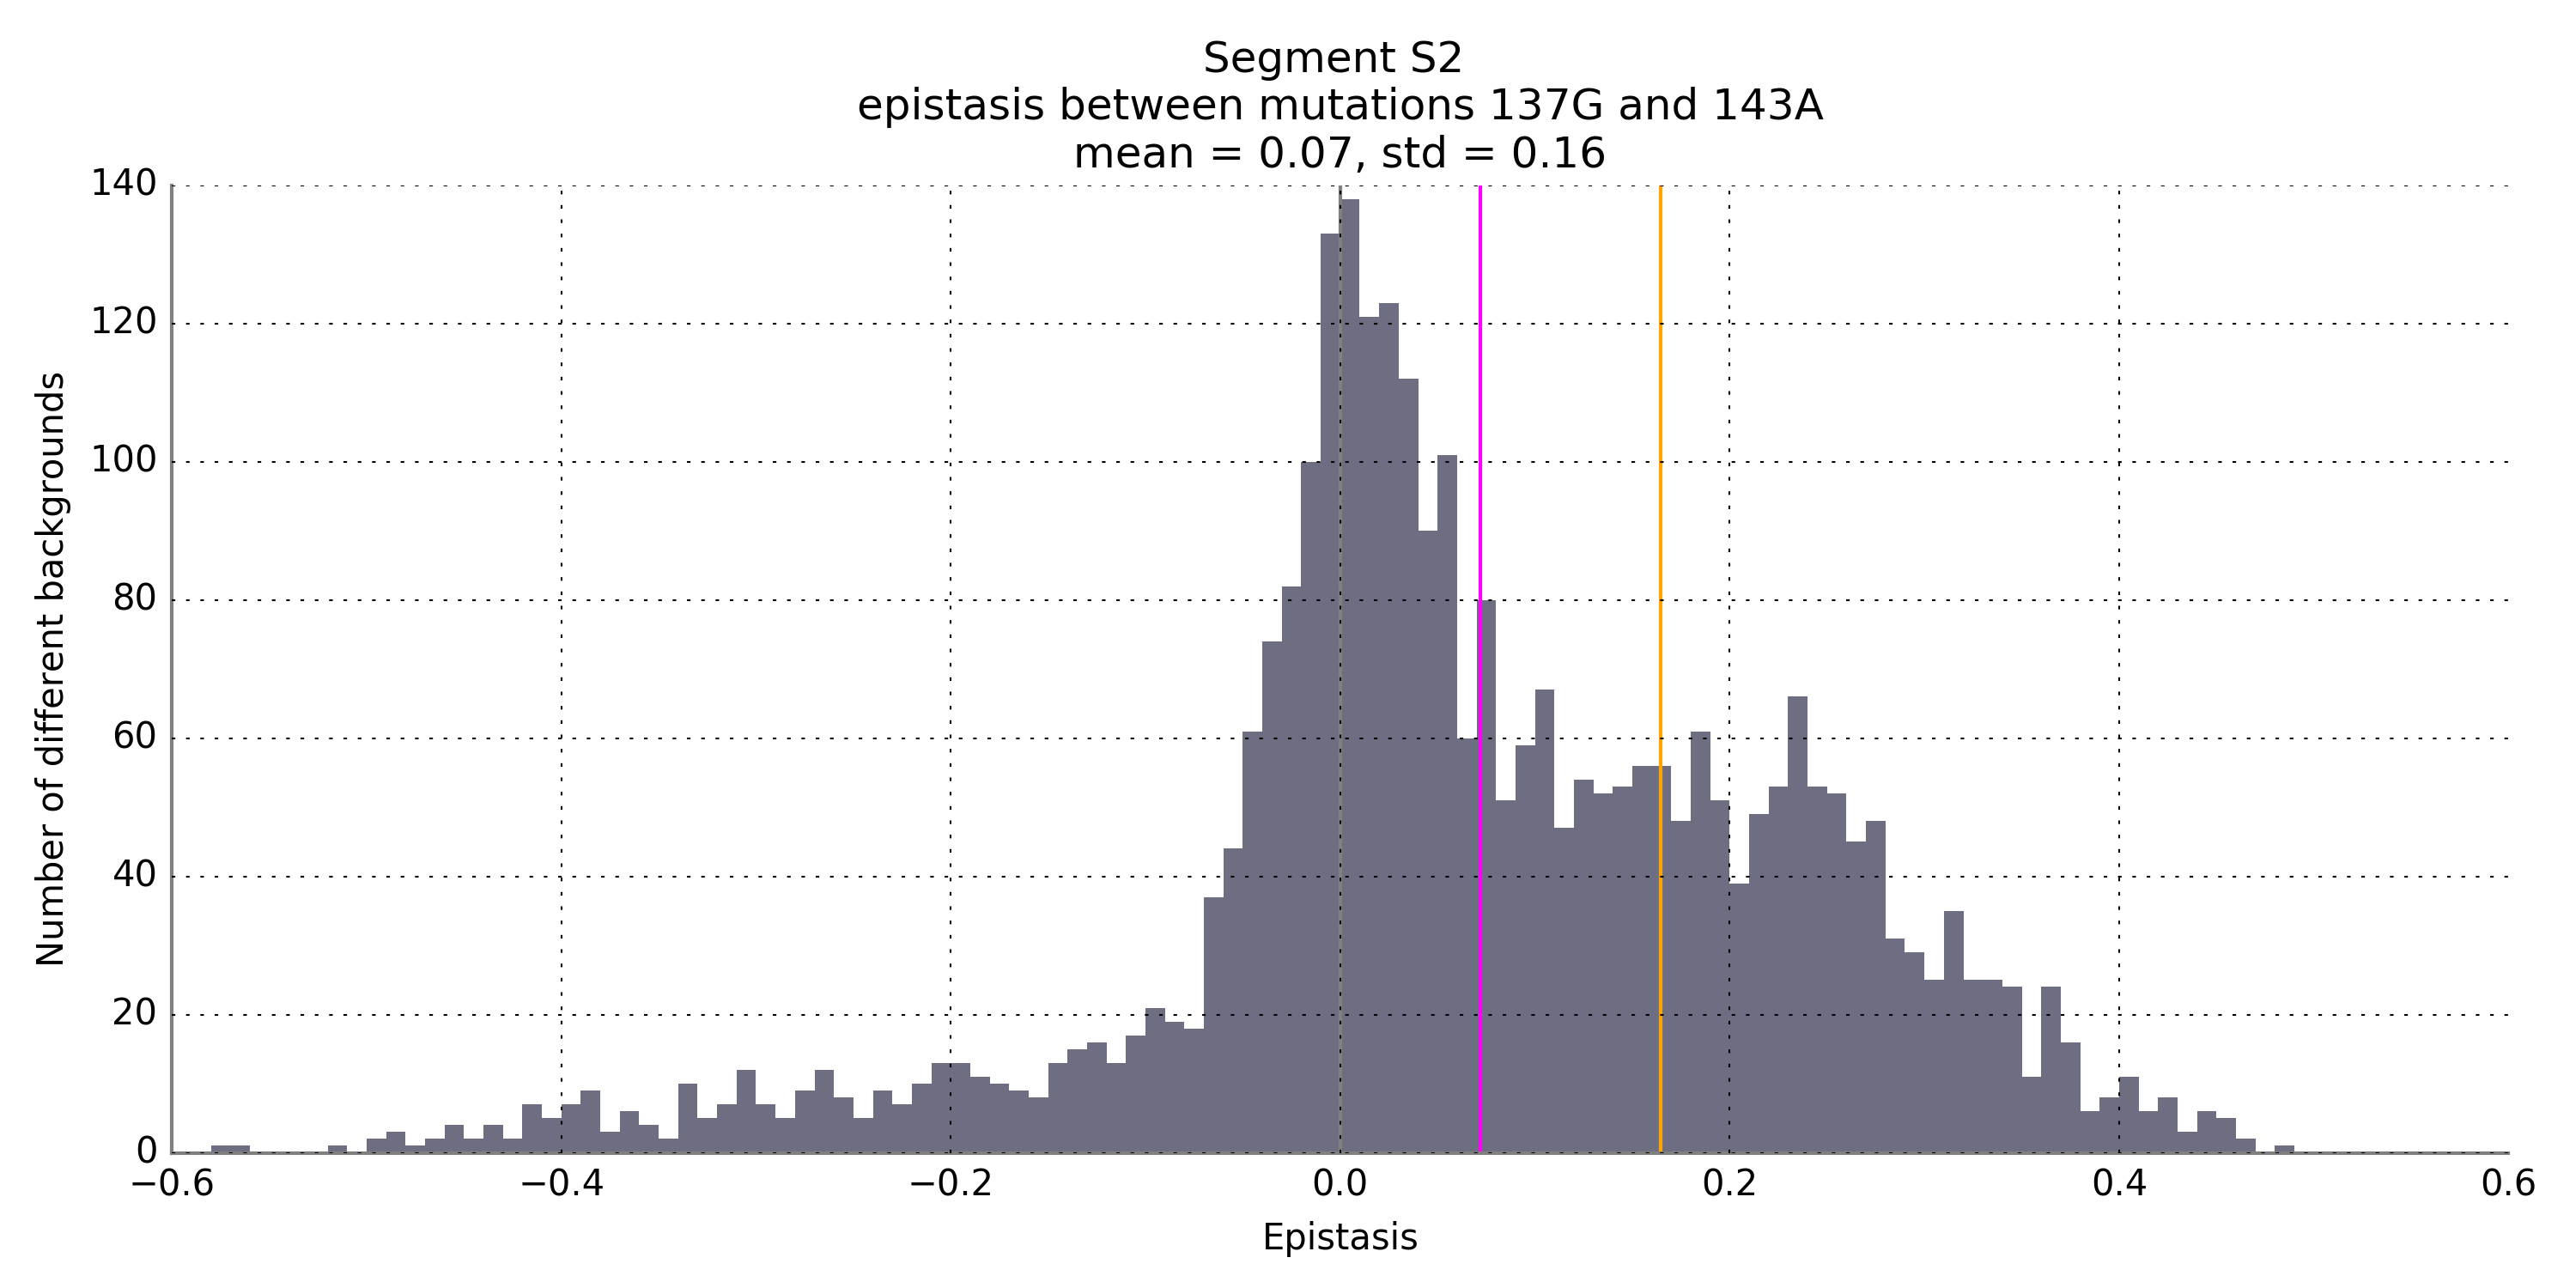 Segment S2
epistasis between mutations 137G and 143A
mean = 0.07, std = 0.16
140
120
100
80
60
40
20
0
Number of different backgrounds
−0.6 −0.4 −0.2 0.0 0.2 0.4 0.6
Epistasis